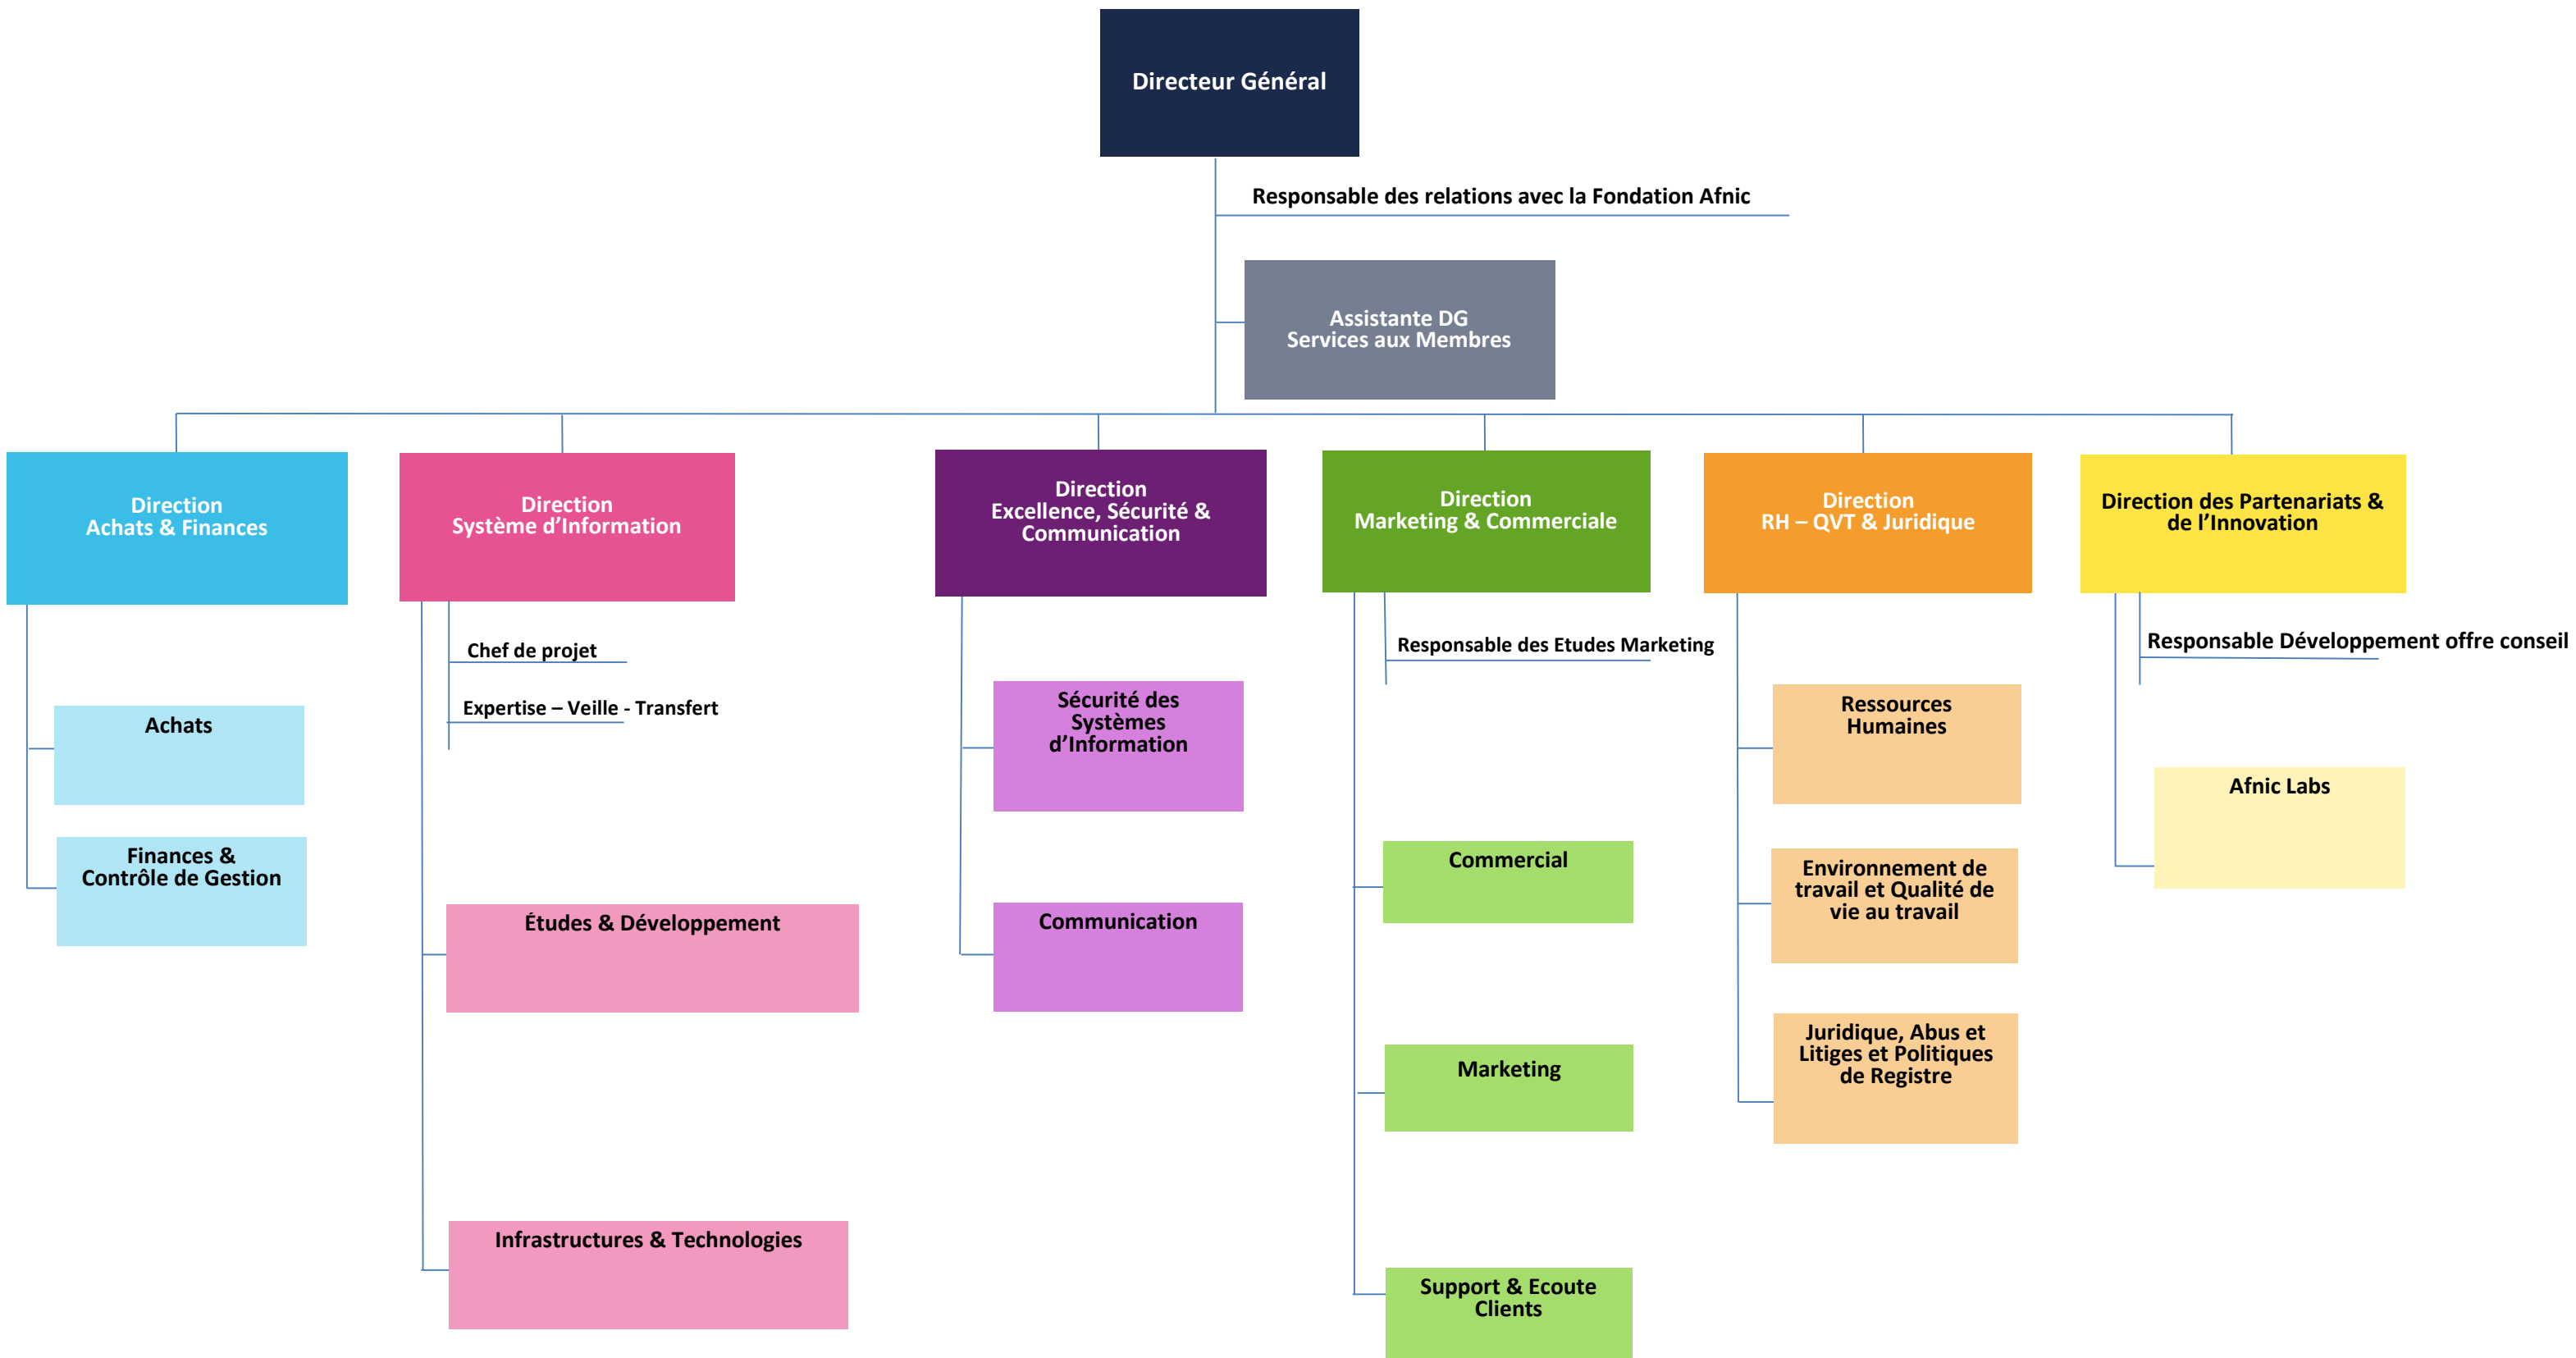 Directeur Général
Responsable des relations avec la Fondation Afnic
Assistante DG
Services aux Membres
Direction
Achats & Finances
Direction
Système d’Information
Direction
Excellence, Sécurité &
Communication
Direction
Marketing & Commerciale
Direction
RH – QVT & Juridique
Direction des Partenariats &
de l’Innovation
Achats
Finances &
Contrôle de Gestion
Chef de projet
Expertise – Veille - Transfert
Études & Développement
Infrastructures & Technologies
Sécurité des
Systèmes
d’Information
Communication
Responsable des Etudes Marketing
Commercial
Marketing
Support & Ecoute
Clients
Ressources
Humaines
Environnement de
travail et Qualité de
vie au travail
Juridique, Abus et
Litiges et Politiques
de Registre
Responsable Développement offre conseil
Afnic Labs